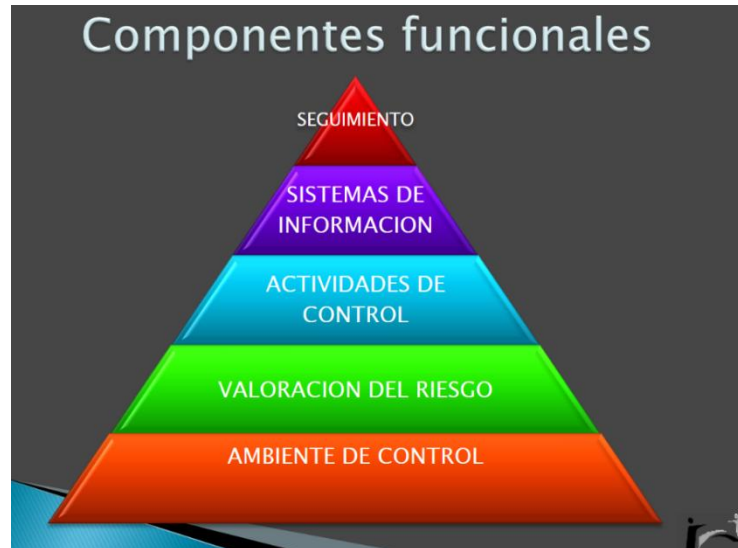 Componentes funcionales
SEGUIMIENTO
SISTEMAS DE
INFORMACION
ACTIVIDADES DE
CONTROL
VALORACION DEL RIESGO
AMBIENTE DE CONTROL